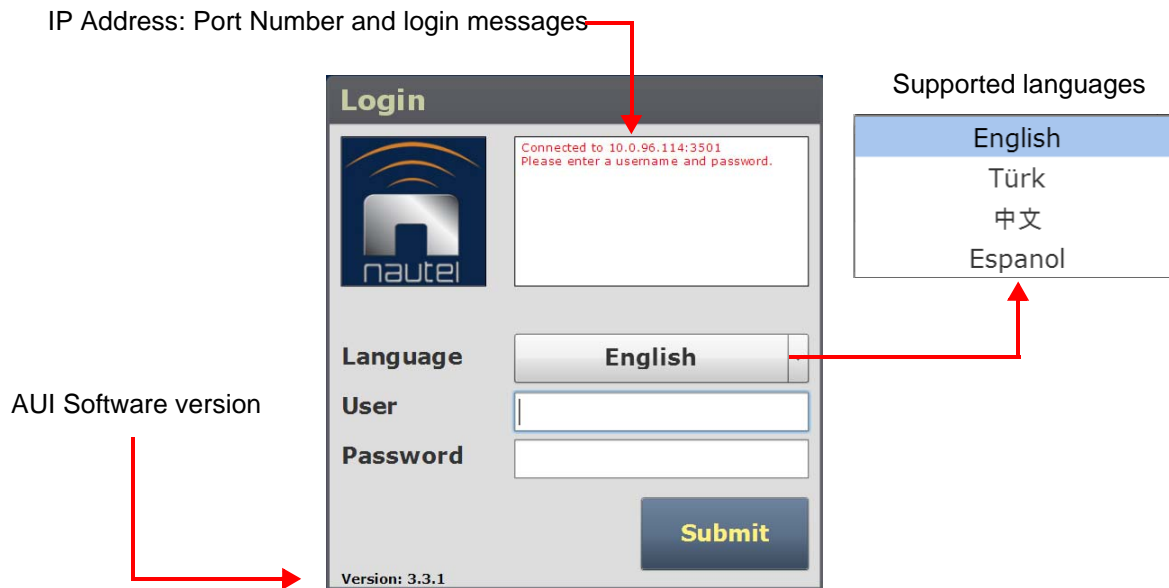 IP Address: Port Number and login messages
Supported languages
Login
Connected to 10.0.96.114:3501
Please enter a username and password.
nautel
English
Türk
中文
Espanol
Language
English
User
Password
AUI Software version
Submit
Version: 3.3.1